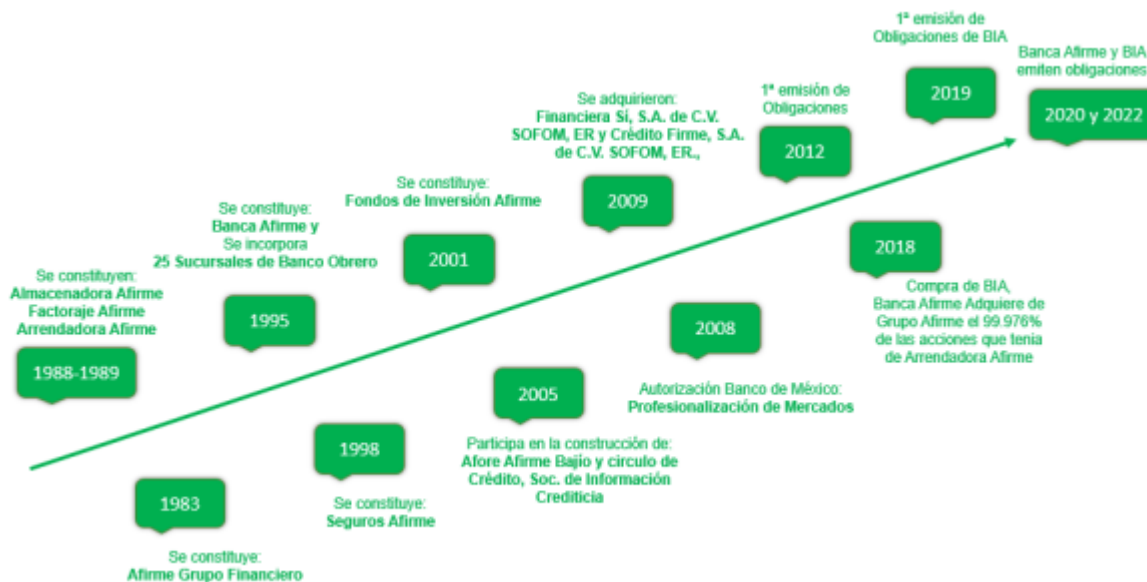 1ª emisión de
Obligaciones de BIA
2019
Banca Afirme y BIA
emiten obligaciones
2020 y 2022
1ª emisión de
Obligaciones
2012
Se adquirieron:
Financiera Sí, S.A. de C.V.
SOFOM, ER y Crédito Firme, S.A.
de C.V. SOFOM, ER.,
2009
Se constituye:
Fondos de Inversión Afirme
2001
Se constituye:
Banca Afirme y
Se incorpora
25 Sucursales de Banco Obrero
1995
Se constituyen:
Almacenadora Afirme
Factoraje Afirme
Arrendadora Afirme
1988-1989
2018
Compra de BIA,
Banca Afirme Adquiere de
Grupo Afirme el 99.976%
de las acciones que tenia
de Arrendadora Afirme
2008
Autorización Banco de México:
Profesionalización de Mercados
2005
Participa en la construcción de:
Afore Afirme Bajío y circulo de
Crédito, Soc. de Información
Crediticia
1998
Se constituye:
Seguros Afirme
1983
Se constituye:
Afirme Grupo Financiero